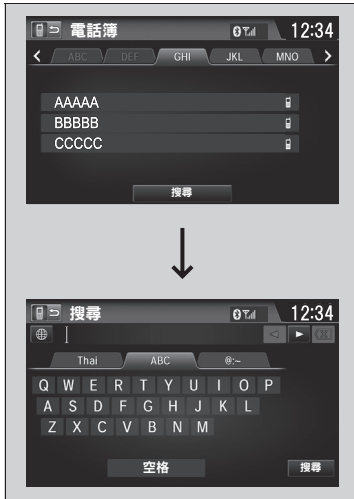 電話簿 12:34
ABC DEF GHI JKL MNO
AAAAA
BBBBB
CCCCC
搜尋
搜尋 12:34
Thai ABC @:~
Q W E R T Y U I O P
A S D F G H J K L
Z X C V B N M
空格 搜尋